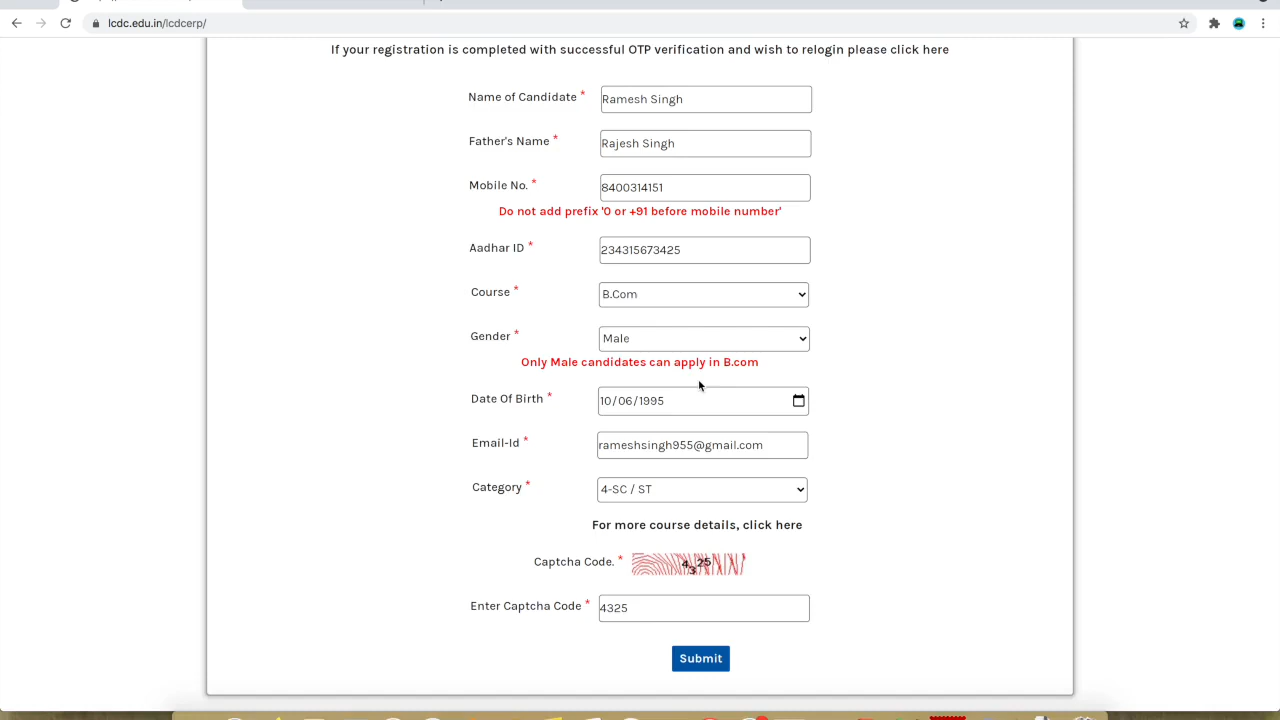 lcdc.edu.in/lcdcerp/
If your registration is completed with successful OTP verification and wish to relogin please click here
Name of Candidate * Ramesh Singh
Father's Name * Rajesh Singh
Mobile No. * 8400314151
Do not add prefix '0 or +91 before mobile number'
Aadhar ID * 234315673425
Course * B.Com
Gender * Male
Only Male candidates can apply in B.com
Date Of Birth * 10/06/1995
Email-Id * rameshsingh955@gmail.com
Category * 4-SC / ST
For more course details, click here
Captcha Code. * 4325
Enter Captcha Code * 4325
Submit